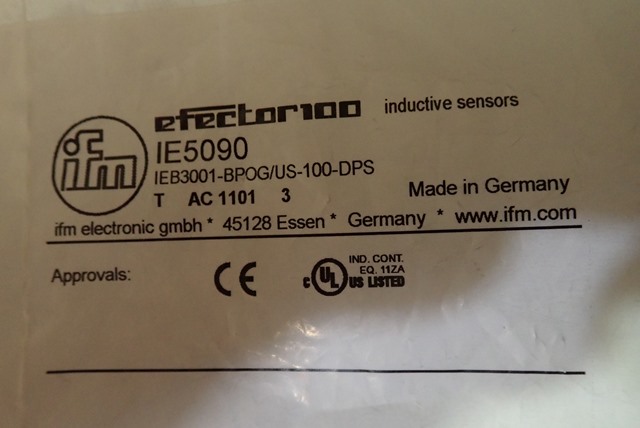 efector100 inductive sensors
ifm
IE5090
IEB3001-BPOG/US-100-DPS
T AC 1101 3 Made in Germany
ifm electronic gmbh * 45128 Essen * Germany * www.ifm.com
Approvals: CE c UL US LISTED
IND. CONT.
EQ. 11ZA